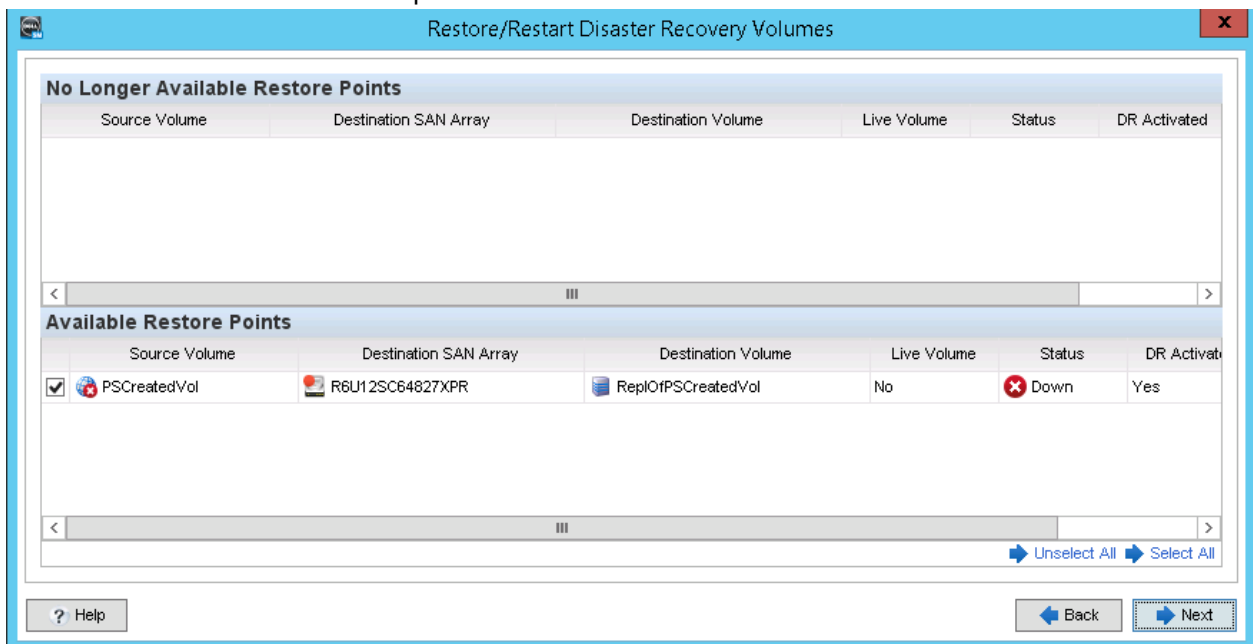 Restore/Restart Disaster Recovery Volumes
x
No Longer Available Restore Points
Source Volume Destination SAN Array Destination Volume Live Volume Status DR Activated
Available Restore Points
Source Volume Destination SAN Array Destination Volume Live Volume Status DR Activat
PSCreatedVol R6U12SC64827XPR ReplOfPSCreatedVol No Down Yes
Unselect All Select All
? Help Back Next